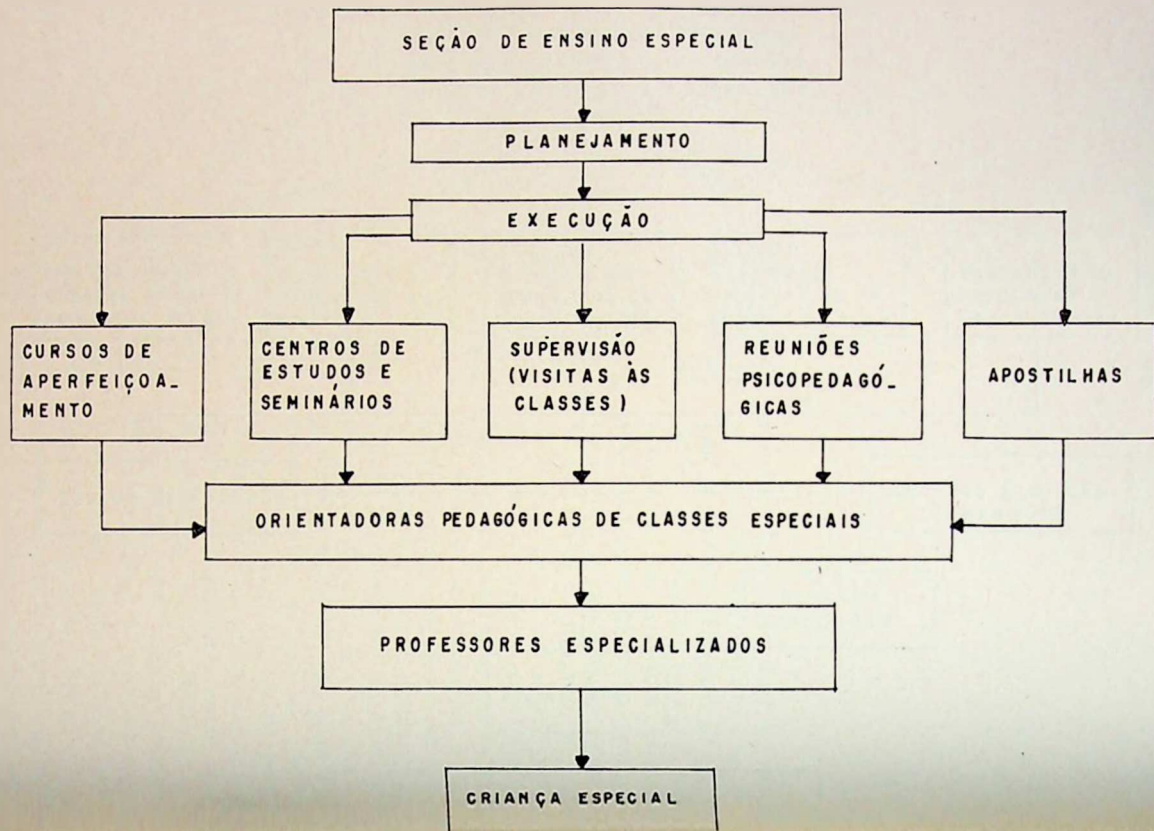 SEÇÃO DE ENSINO ESPECIAL
PLANEJAMENTO
EXECUÇÃO
CURSOS DE
APERFEIÇOA_
MENTO
CENTROS DE
ESTUDOS E
SEMINÁRIOS
SUPERVISÃO
(VISITAS ÀS
CLASSES)
REUNIÕES
PSICOPEDAGÓ_
GICAS
APOSTILHAS
ORIENTADORAS PEDAGÓGICAS DE CLASSES ESPECIAIS
PROFESSORES ESPECIALIZADOS
CRIANÇA ESPECIAL